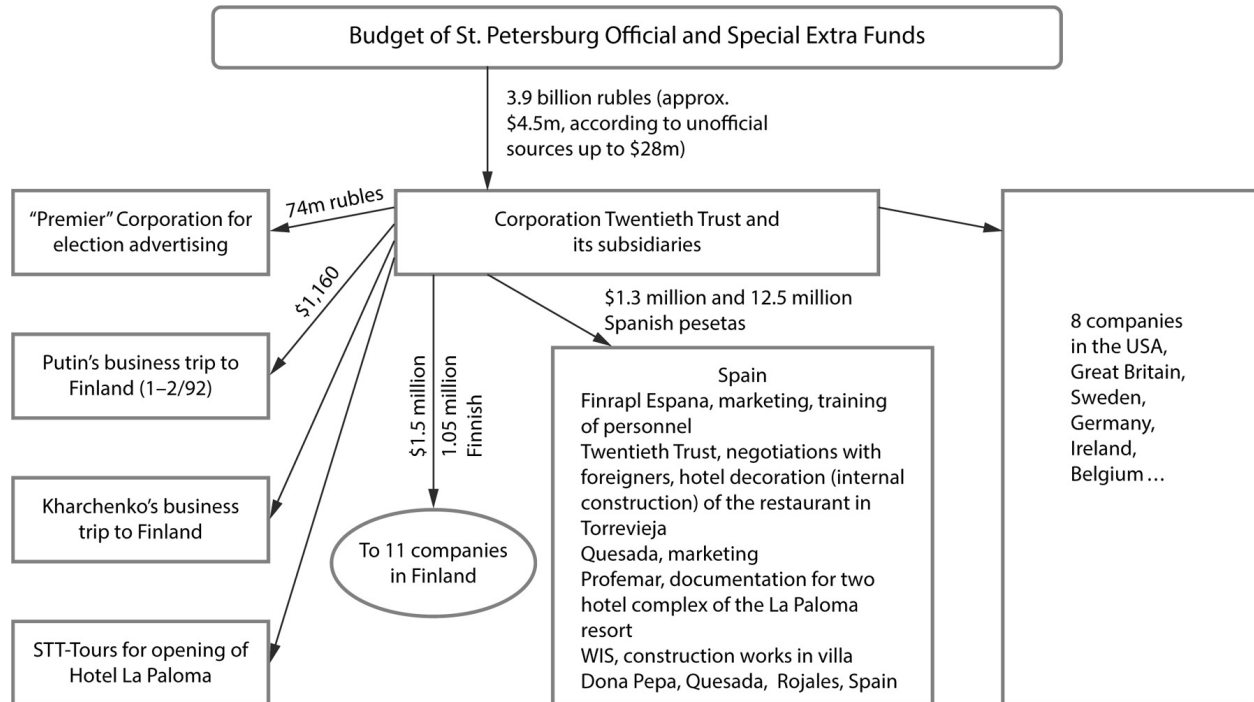 Budget of St. Petersburg Official and Special Extra Funds
3.9 billion rubles (approx.
$4.5m, according to unofficial
sources up to $28m)
74m rubles
“Premier” Corporation for
election advertising
Corporation Twentieth Trust and
its subsidiaries
$1,160
Putin’s business trip to
Finland (1–2/92)
Kharchenko’s business
trip to Finland
STT-Tours for opening of
Hotel La Paloma
$1.5 million
1.05 million
Finnish
To 11 companies
in Finland
$1.3 million and 12.5 million
Spanish pesetas
Spain
Finrapl Espana, marketing, training
of personnel
Twentieth Trust, negotiations with
foreigners, hotel decoration (internal
construction) of the restaurant in
Torrevieja
Quesada, marketing
Profemar, documentation for two
hotel complex of the La Paloma
resort
WIS, construction works in villa
Dona Pepa, Quesada, Rojales, Spain
8 companies
in the USA,
Great Britain,
Sweden,
Germany,
Ireland,
Belgium ...